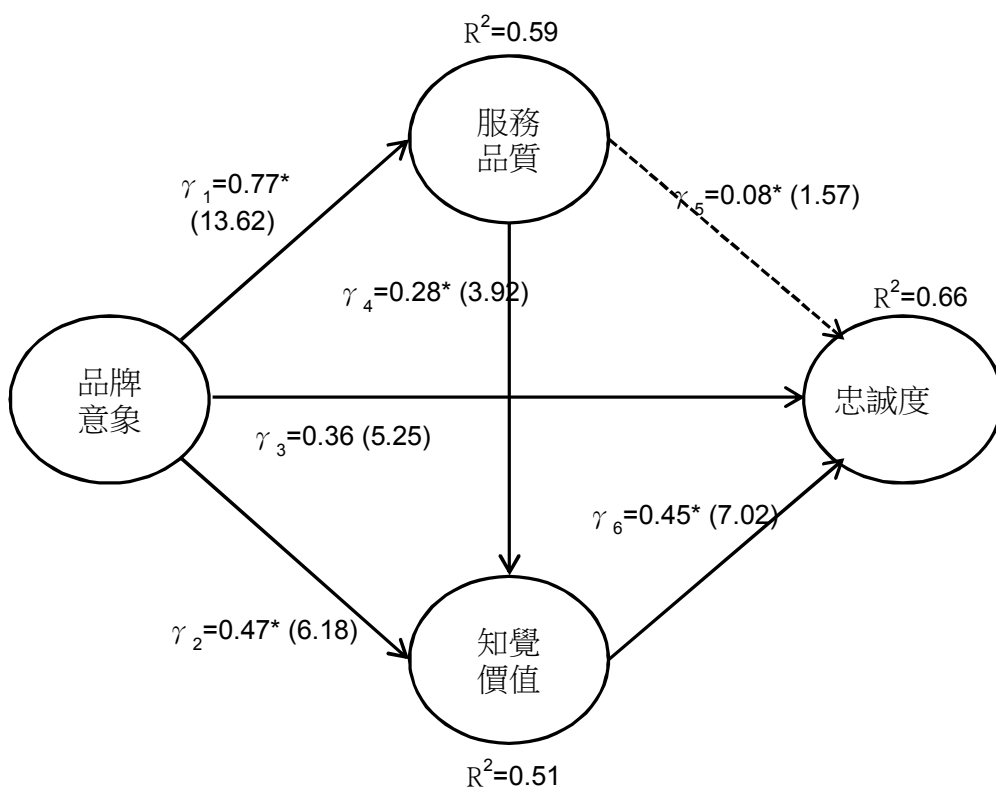 R²=0.59
服務
品質
γ₁=0.77*
(13.62)
γ₅=0.08* (1.57)
γ₄=0.28* (3.92)
R²=0.66
品牌
意象
忠誠度
γ₃=0.36 (5.25)
γ₆=0.45* (7.02)
γ₂=0.47* (6.18)
知覺
價值
R²=0.51